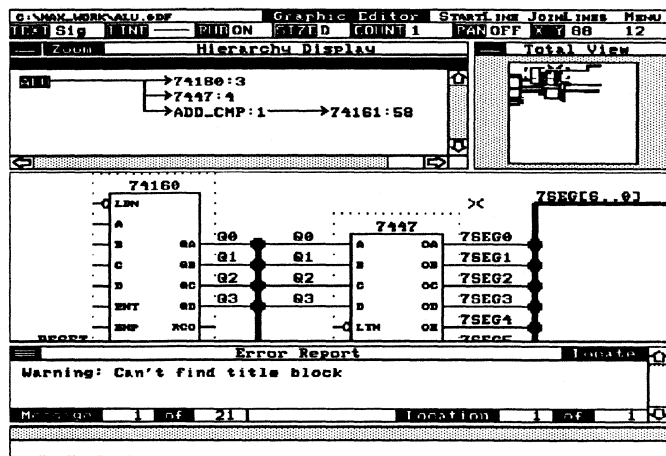 C:\MAX_WORK\ALU.GDF Graphic Editor STARTLINE JOINLINES MENU
TEXT Sig LINE RUB ON SIZE D COUNT 1 PAN OFF X Y 88 12
Zoom Hierarchy Display Total View
74160:3
7447:4
ADD_CMP:1 74161:58
74160 7SEG[6..0]
LDN 7447
A
B QA Q0 Q0 A OA 7SEG0
C QB Q1 Q1 B OB 7SEG1
D QC Q2 Q2 C OC 7SEG2
ENT QD Q3 Q3 D OD 7SEG3
ENP RCO LTN OE 7SEG4
RESET
Error Report Locate
Warning: Can't find title block
Message 1 of 21 Location 1 of 1